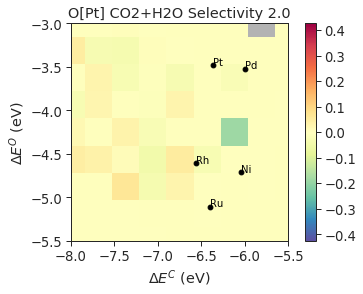 O[Pt] CO2+H2O Selectivity 2.0
−3.0
−3.5
−4.0
−4.5
−5.0
−5.5
ΔE^O (eV)
Pt
Pd
Rh
Ni
Ru
−8.0 −7.5 −7.0 −6.5 −6.0 −5.5
ΔE^C (eV)
0.4
0.3
0.2
0.1
0.0
−0.1
−0.2
−0.3
−0.4